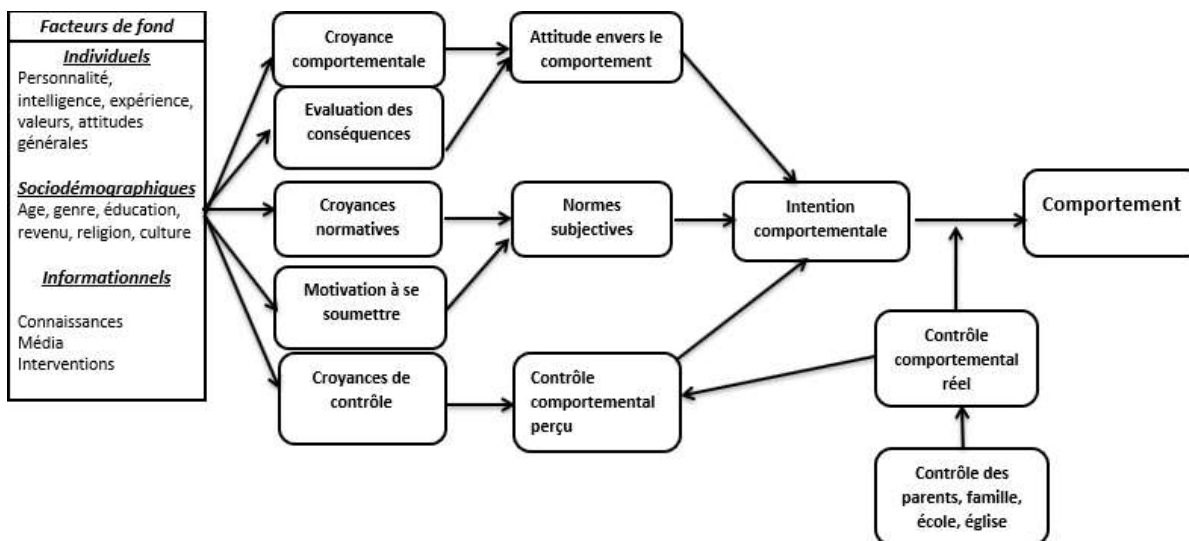 Facteurs de fond
Individuels
Personnalité,
intelligence, expérience,
valeurs, attitudes
générales
Sociodémographiques
Age, genre, éducation,
revenu, religion, culture
Informationnels
Connaissances
Média
Interventions
Croyance
comportementale
Evaluation des
conséquences
Croyances
normatives
Motivation à se
soumettre
Croyances de
contrôle
Attitude envers le
comportement
Normes
subjectives
Contrôle
comportemental
perçu
Intention
comportementale
Comportement
Contrôle
comportemental
réel
Contrôle des
parents, famille,
école, église